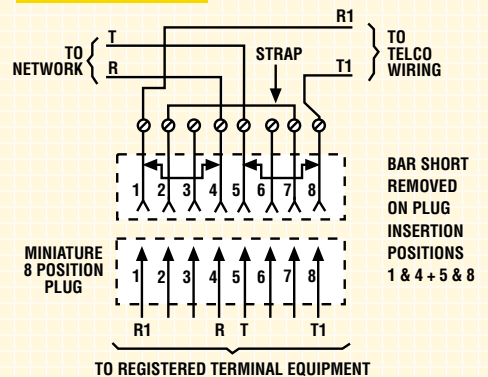 R1
T
TO
NETWORK
R
STRAP
T1
TO
TELCO
WIRING
1 2 3 4 5 6 7 8
BAR SHORT
REMOVED
ON PLUG
INSERTION
POSITIONS
1 & 4 + 5 & 8
MINIATURE
8 POSITION
PLUG
1 2 3 4 5 6 7 8
R1 R T T1
TO REGISTERED TERMINAL EQUIPMENT